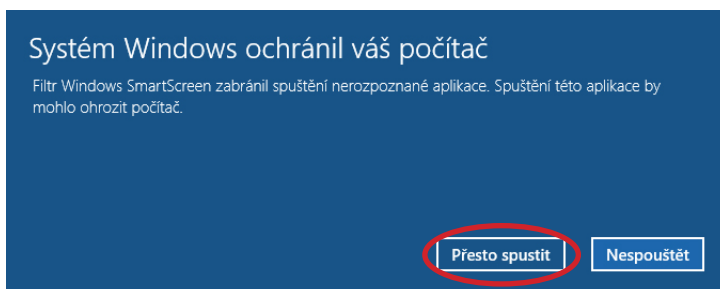 Systém Windows ochránil váš počítač
Filtr Windows SmartScreen zabránil spuštění nerozpoznané aplikace. Spuštění této aplikace by
mohlo ohrozit počítač.
Přesto spustit Nespouštět